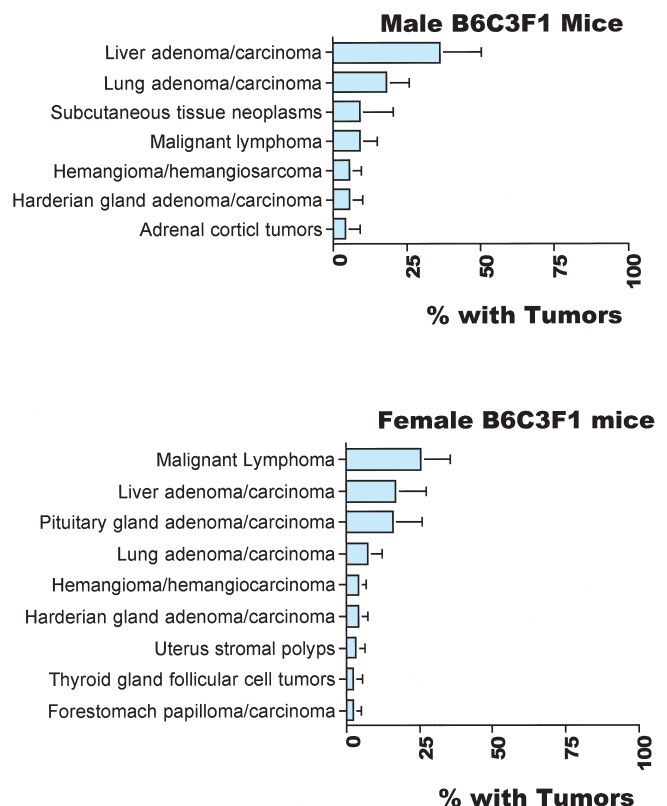 Male B6C3F1 Mice
Liver adenoma/carcinoma
Lung adenoma/carcinoma
Subcutaneous tissue neoplasms
Malignant lymphoma
Hemangioma/hemangiosarcoma
Harderian gland adenoma/carcinoma
Adrenal corticl tumors
0 25 50 75 100
% with Tumors
Female B6C3F1 mice
Malignant Lymphoma
Liver adenoma/carcinoma
Pituitary gland adenoma/carcinoma
Lung adenoma/carcinoma
Hemangioma/hemangiocarcinoma
Harderian gland adenoma/carcinoma
Uterus stromal polyps
Thyroid gland follicular cell tumors
Forestomach papilloma/carcinoma
0 25 50 75 100
% with Tumors